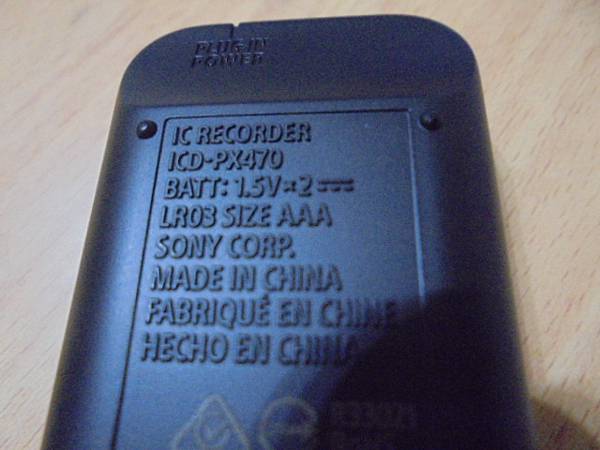 PLUG IN
POWER
IC RECORDER
ICD-PX470
BATT: 1.5V×2⎓
LR03 SIZE AAA
SONY CORP.
MADE IN CHINA
FABRIQUÉ EN CHINE
HECHO EN CHINA